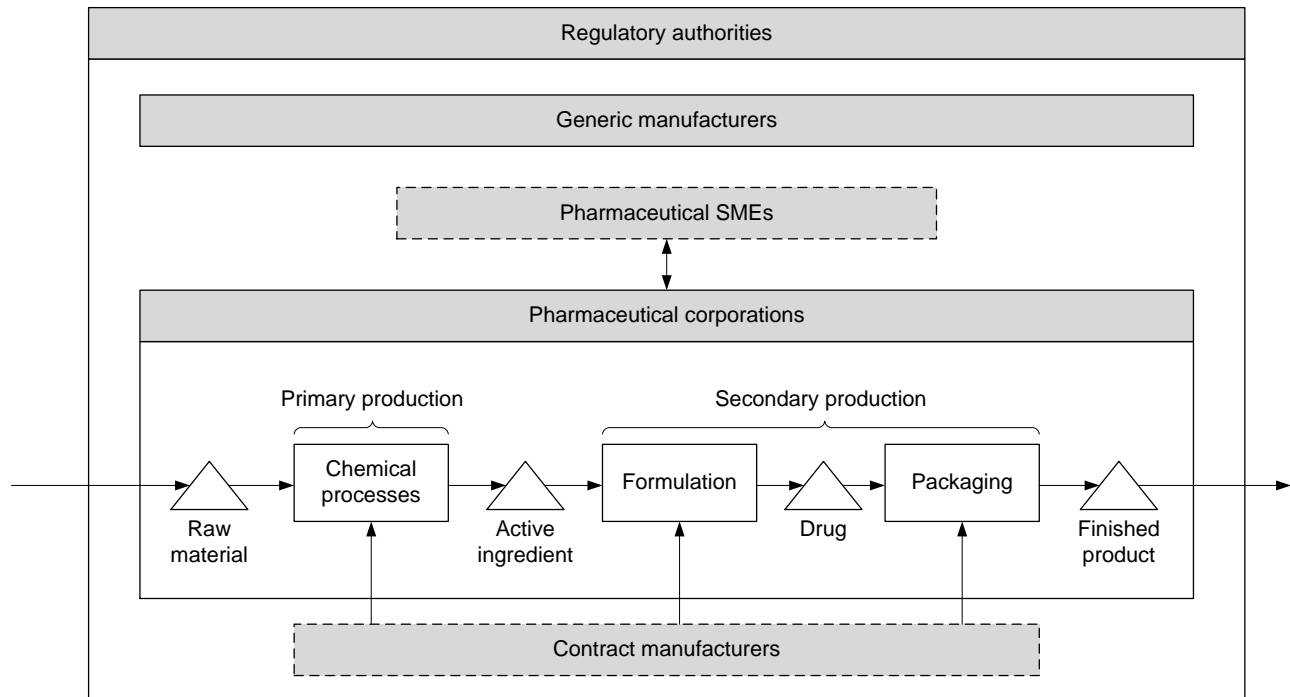 Regulatory authorities
Generic manufacturers
Pharmaceutical SMEs
Pharmaceutical corporations
Primary production
Secondary production
Chemical
processes
Formulation
Packaging
Raw
material
Active
ingredient
Drug
Finished
product
Contract manufacturers